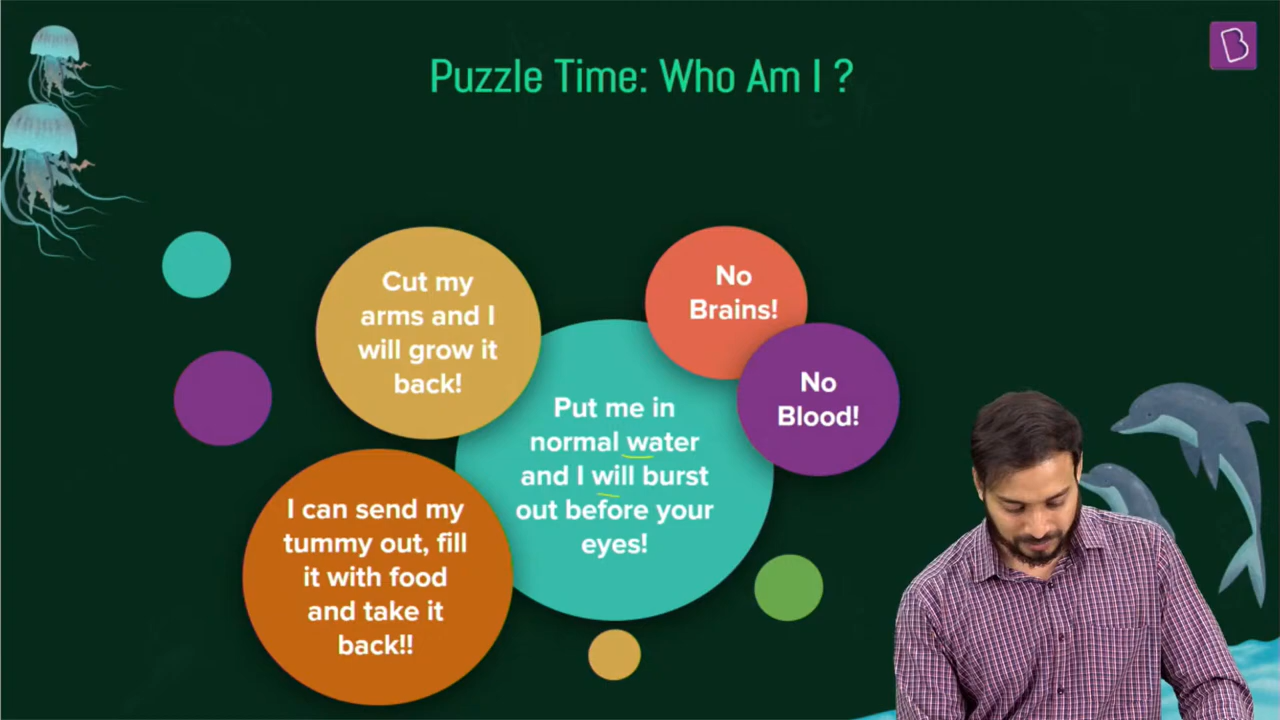 Puzzle Time: Who Am I ?
Cut my
arms and I
will grow it
back!
No
Brains!
No
Blood!
Put me in
normal water
and I will burst
out before your
eyes!
I can send my
tummy out, fill
it with food
and take it
back!!
B